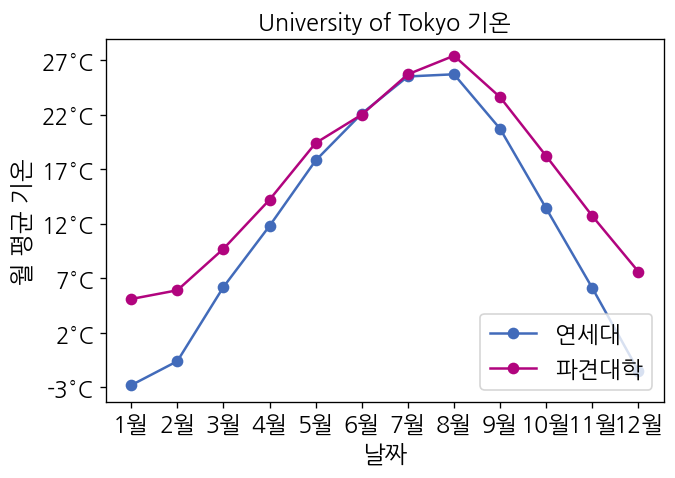 University of Tokyo 기온
월 평균 기온
27°C
22°C
17°C
12°C
7°C
2°C
-3°C
연세대
파견대학
1월 2월 3월 4월 5월 6월 7월 8월 9월 10월 11월 12월
날짜